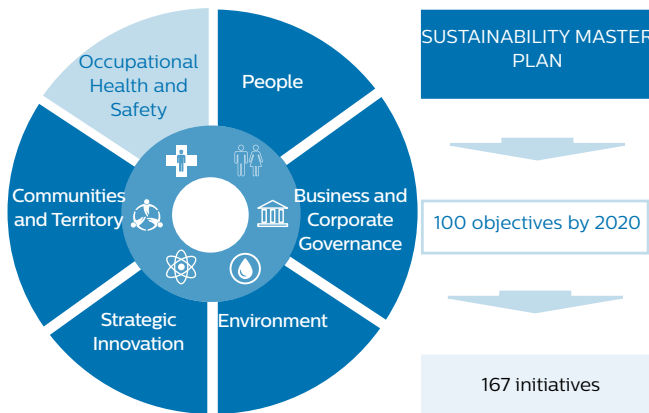 Occupational
Health and
Safety
People
Business and
Corporate
Governance
Environment
Strategic
Innovation
Communities
and Territory
SUSTAINABILITY MASTER
PLAN
100 objectives by 2020
167 initiatives